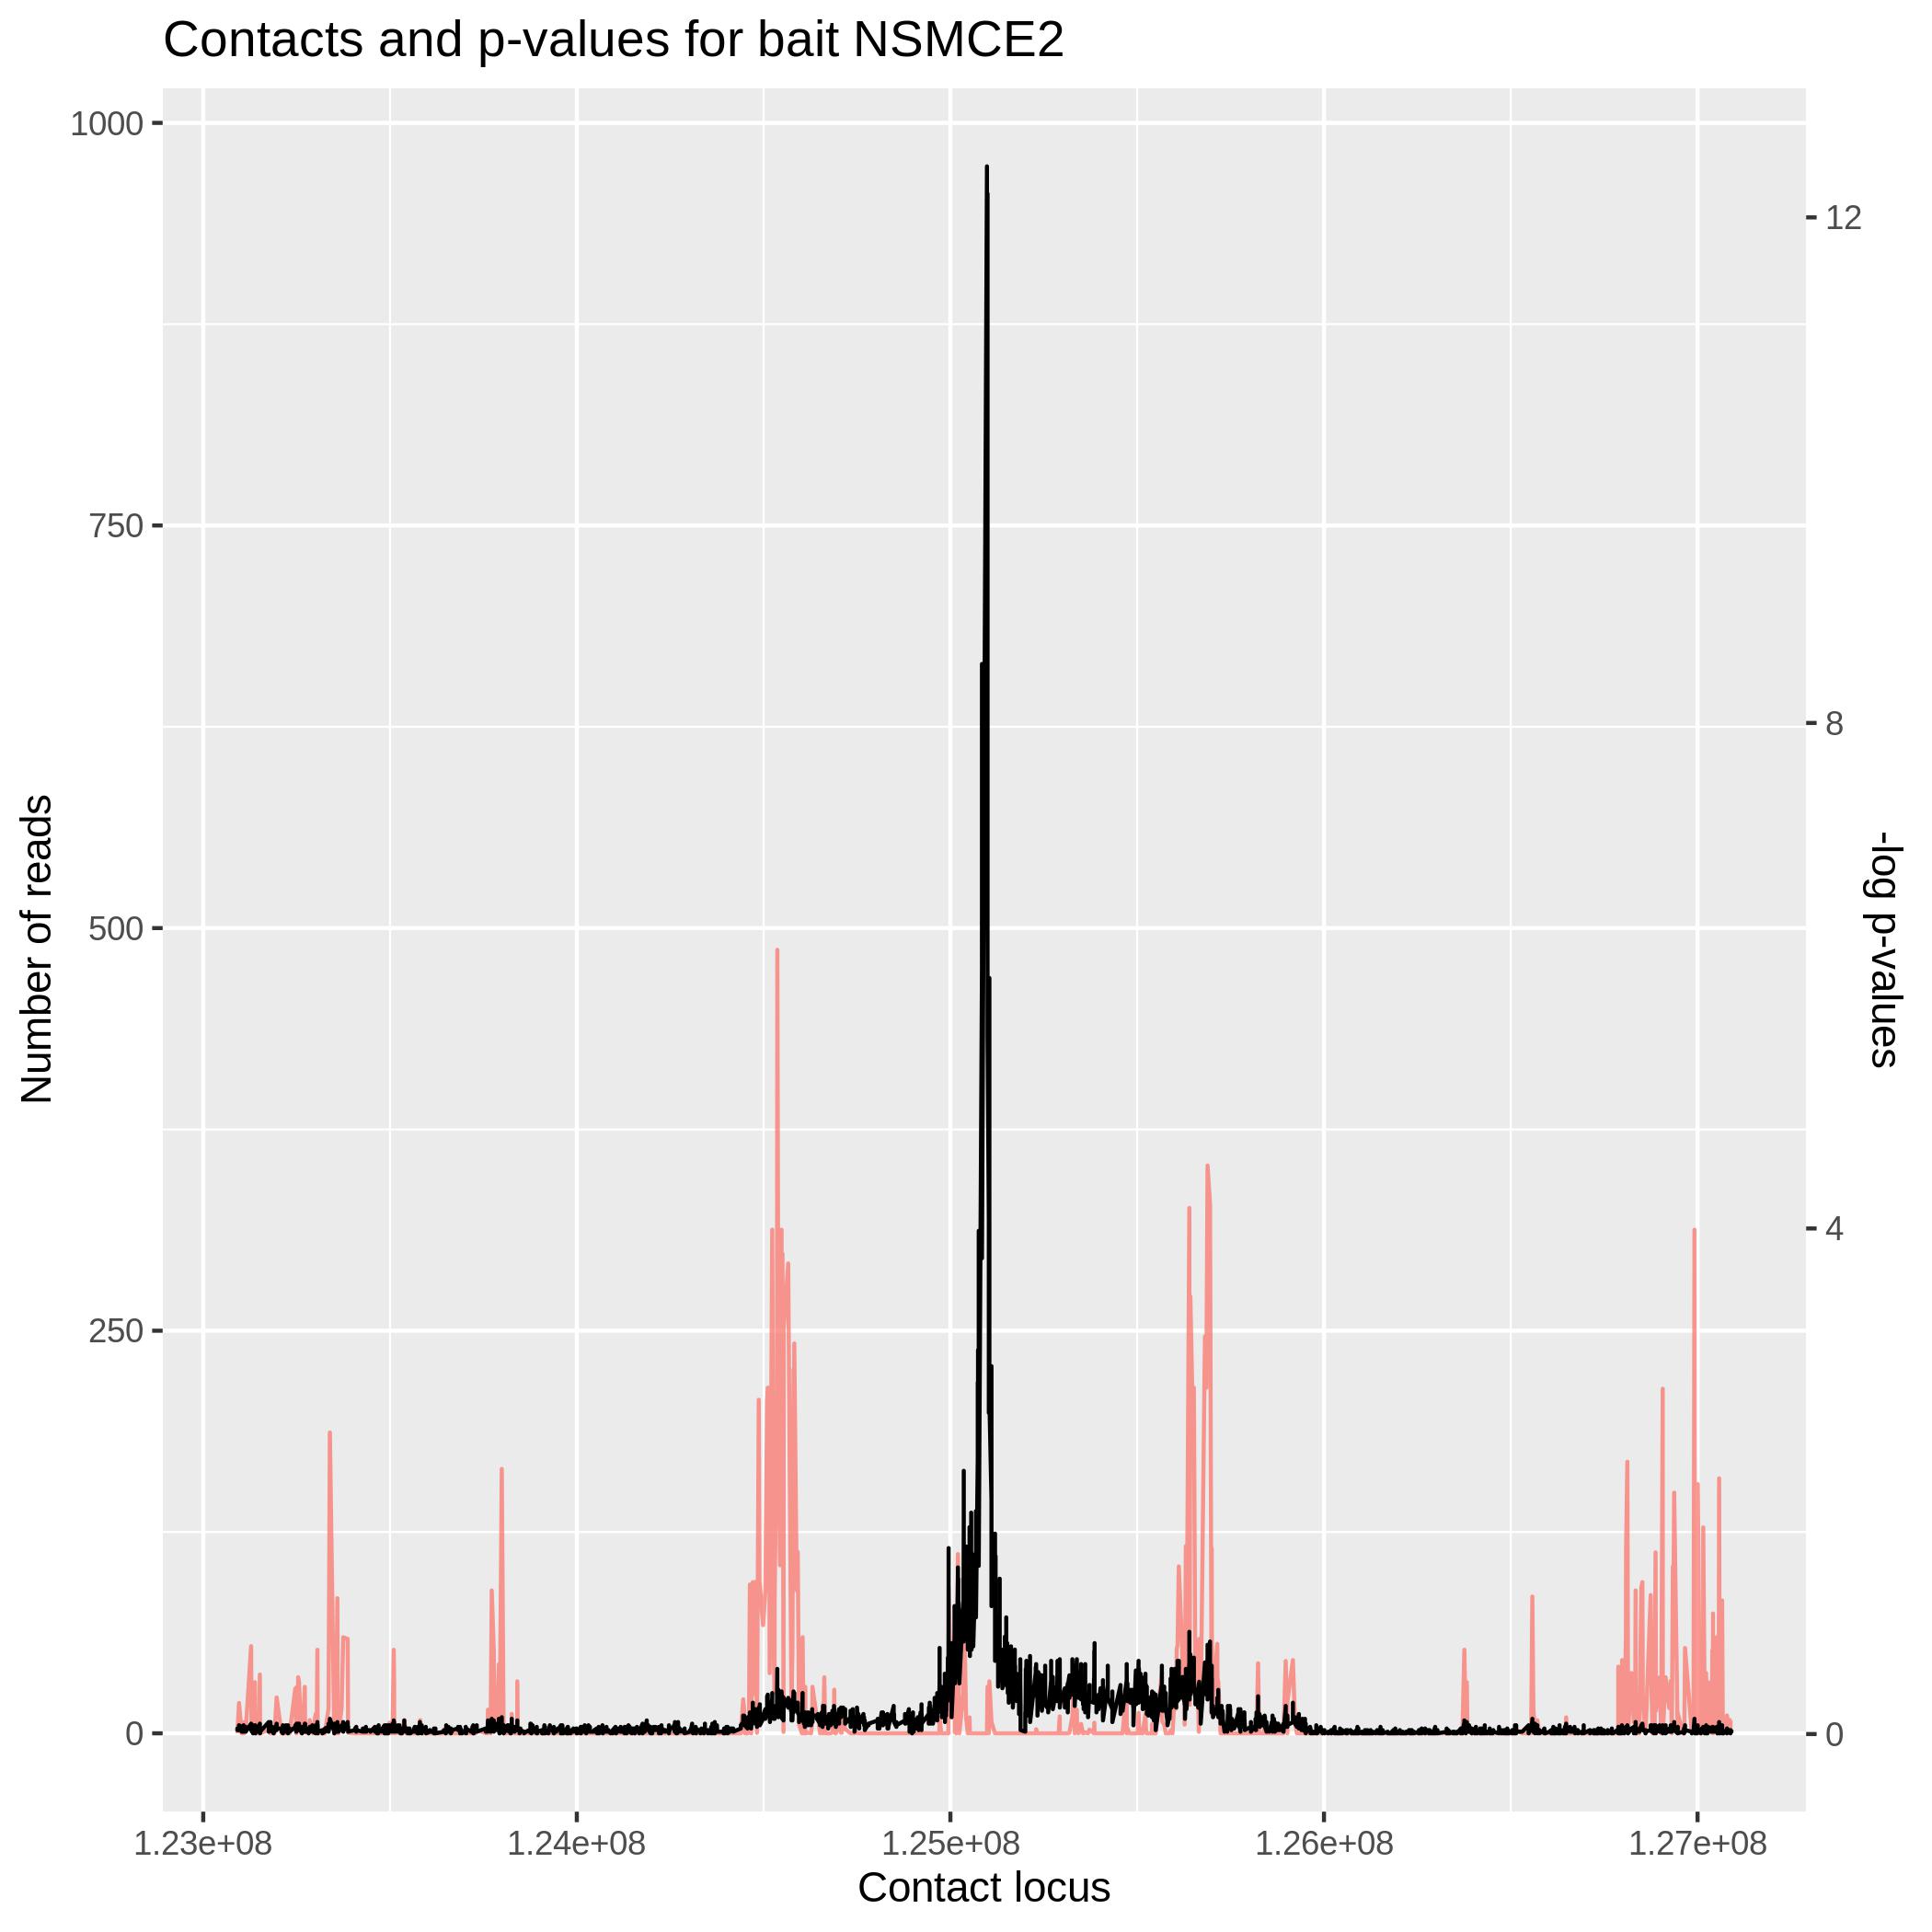 Contacts and p-values for bait NSMCE2
1000
750
500
250
0
Number of reads
12
8
4
0
-log p-values
1.23e+08
1.24e+08
1.25e+08
1.26e+08
1.27e+08
Contact locus